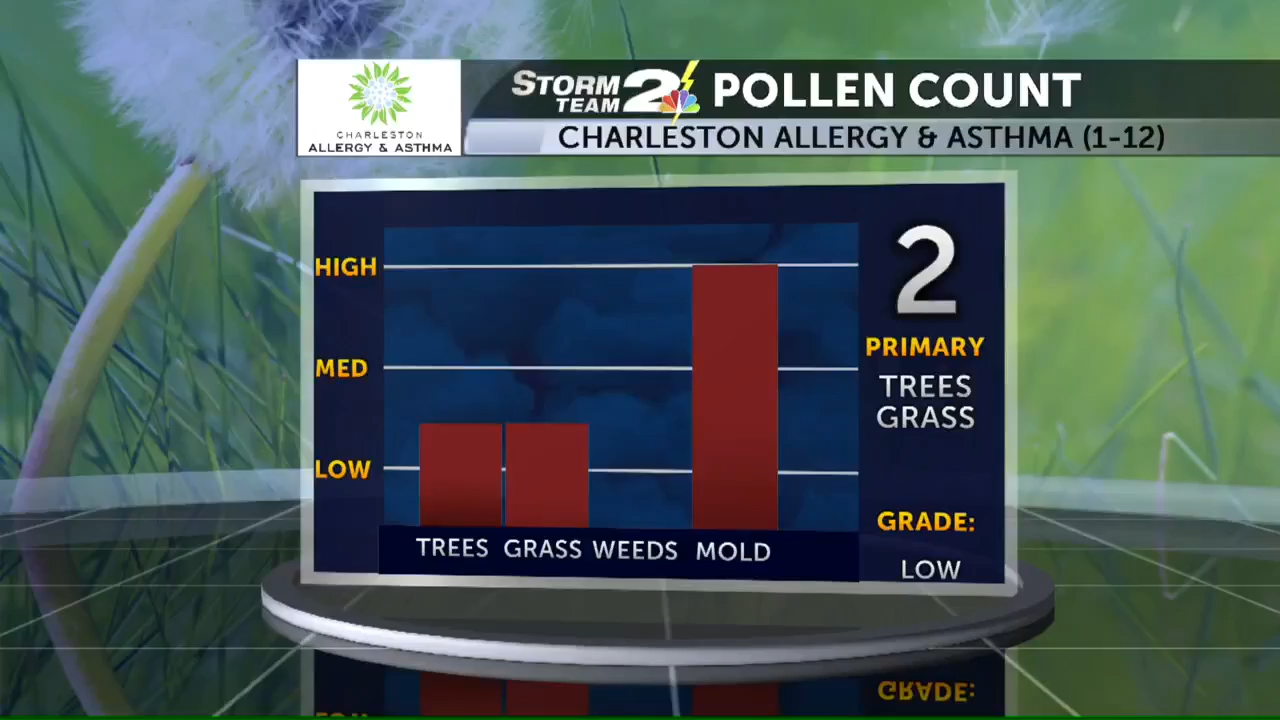 CHARLESTON
ALLERGY & ASTHMA
STORM
TEAM
2
POLLEN COUNT
CHARLESTON ALLERGY & ASTHMA (1-12)
HIGH
MED
LOW
TREES GRASS WEEDS MOLD
2
PRIMARY
TREES
GRASS
GRADE:
LOW
GRADE: